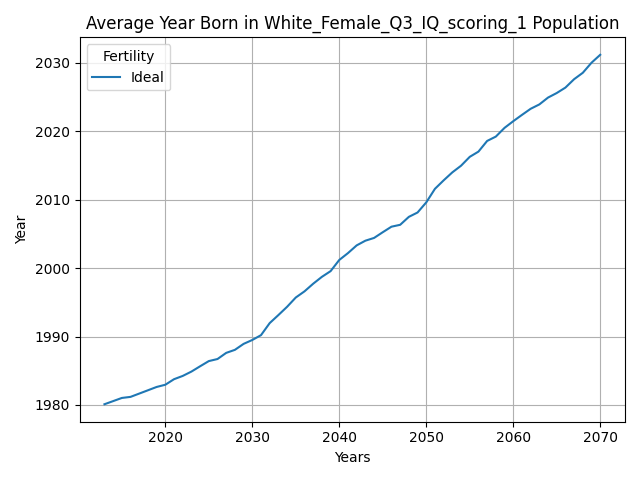 Average Year Born in White_Female_Q3_IQ_scoring_1 Population
Fertility
Ideal
Year
2030
2020
2010
2000
1990
1980
2020 2030 2040 2050 2060 2070
Years